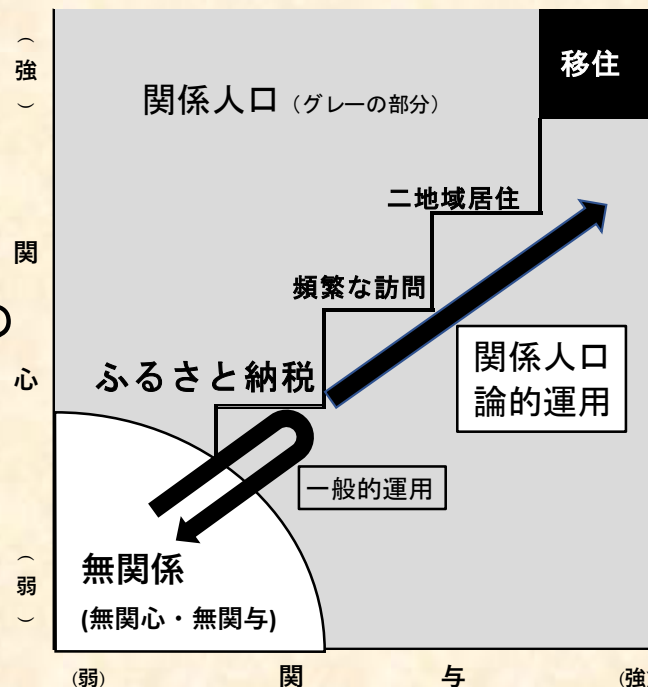 (強)
移住
関係人口(グレーの部分)
二地域居住
関
頻繁な訪問
心
ふるさと納税
関係人口
論的運用
一般的運用
(弱)
無関係
(無関心・無関与)
(弱) 関 与 (強